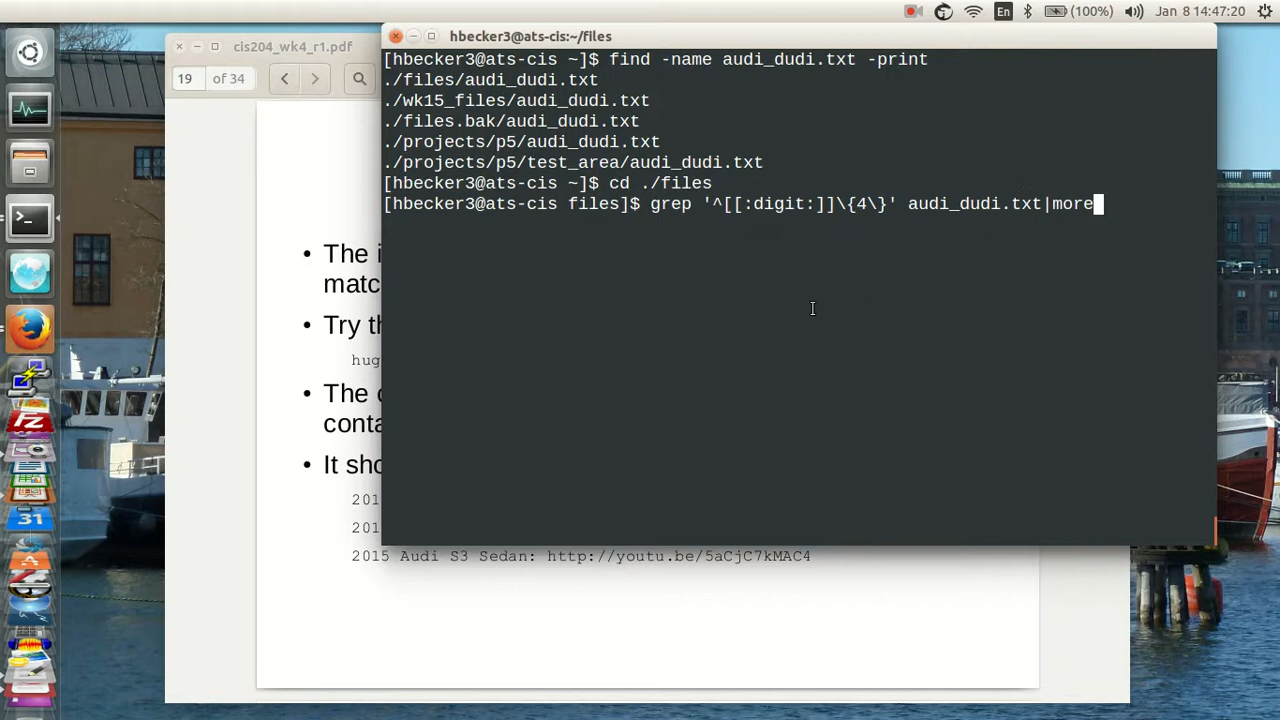 En
(100%)
Jan 8 14:47:20
cis204_wk4_r1.pdf
19
of 34
hbecker3@ats-cis:~/files
[hbecker3@ats-cis ~]$ find -name audi_dudi.txt -print
./files/audi_dudi.txt
./wk15_files/audi_dudi.txt
./files.bak/audi_dudi.txt
./projects/p5/audi_dudi.txt
./projects/p5/test_area/audi_dudi.txt
[hbecker3@ats-cis ~]$ cd ./files
[hbecker3@ats-cis files]$ grep '^[[:digit:]]\{4\}' audi_dudi.txt|more
• The i
matc
• Try th
hug
• The
conta
• It sho
201
201
2015 Audi S3 Sedan: http://youtu.be/5aCjC7kMAC4
31